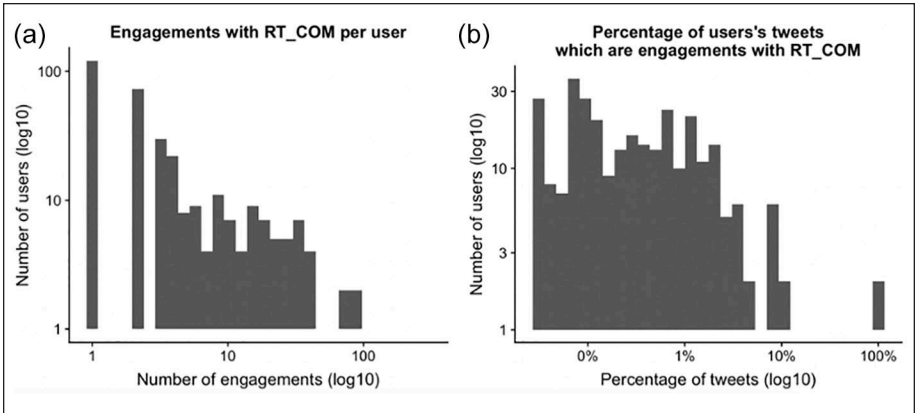 (a)
Engagements with RT_COM per user
100
10
1
Number of users (log10)
1 10 100
Number of engagements (log10)
(b)
Percentage of users's tweets
which are engagements with RT_COM
30
10
3
1
Number of users (log10)
0% 1% 10% 100%
Percentage of tweets (log10)